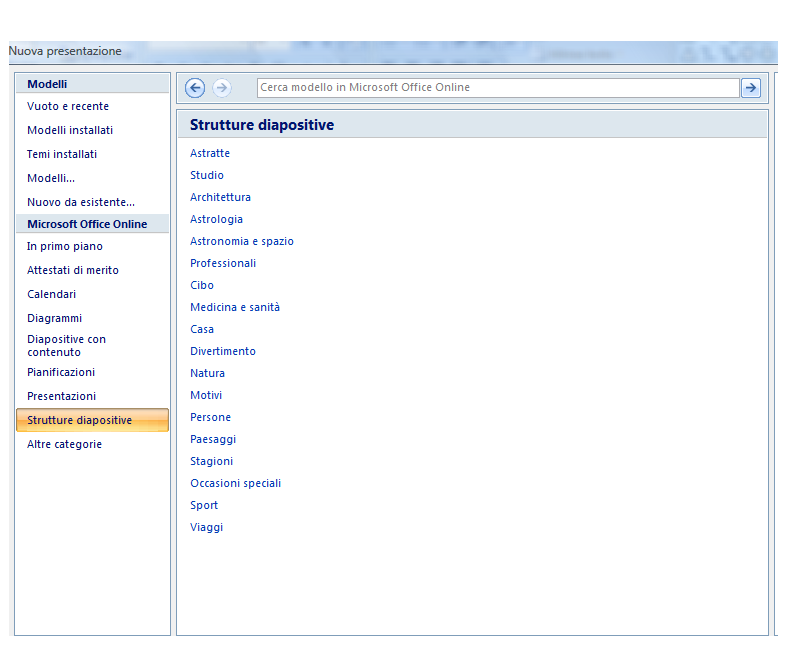 Nuova presentazione
Modelli
Vuoto e recente
Modelli installati
Temi installati
Modelli...
Nuovo da esistente...
Microsoft Office Online
In primo piano
Attestati di merito
Calendari
Diagrammi
Diapositive con
contenuto
Pianificazioni
Presentazioni
Strutture diapositive
Altre categorie
Cerca modello in Microsoft Office Online
Strutture diapositive
Astratte
Studio
Architettura
Astrologia
Astronomia e spazio
Professionali
Cibo
Medicina e sanità
Casa
Divertimento
Natura
Motivi
Persone
Paesaggi
Stagioni
Occasioni speciali
Sport
Viaggi